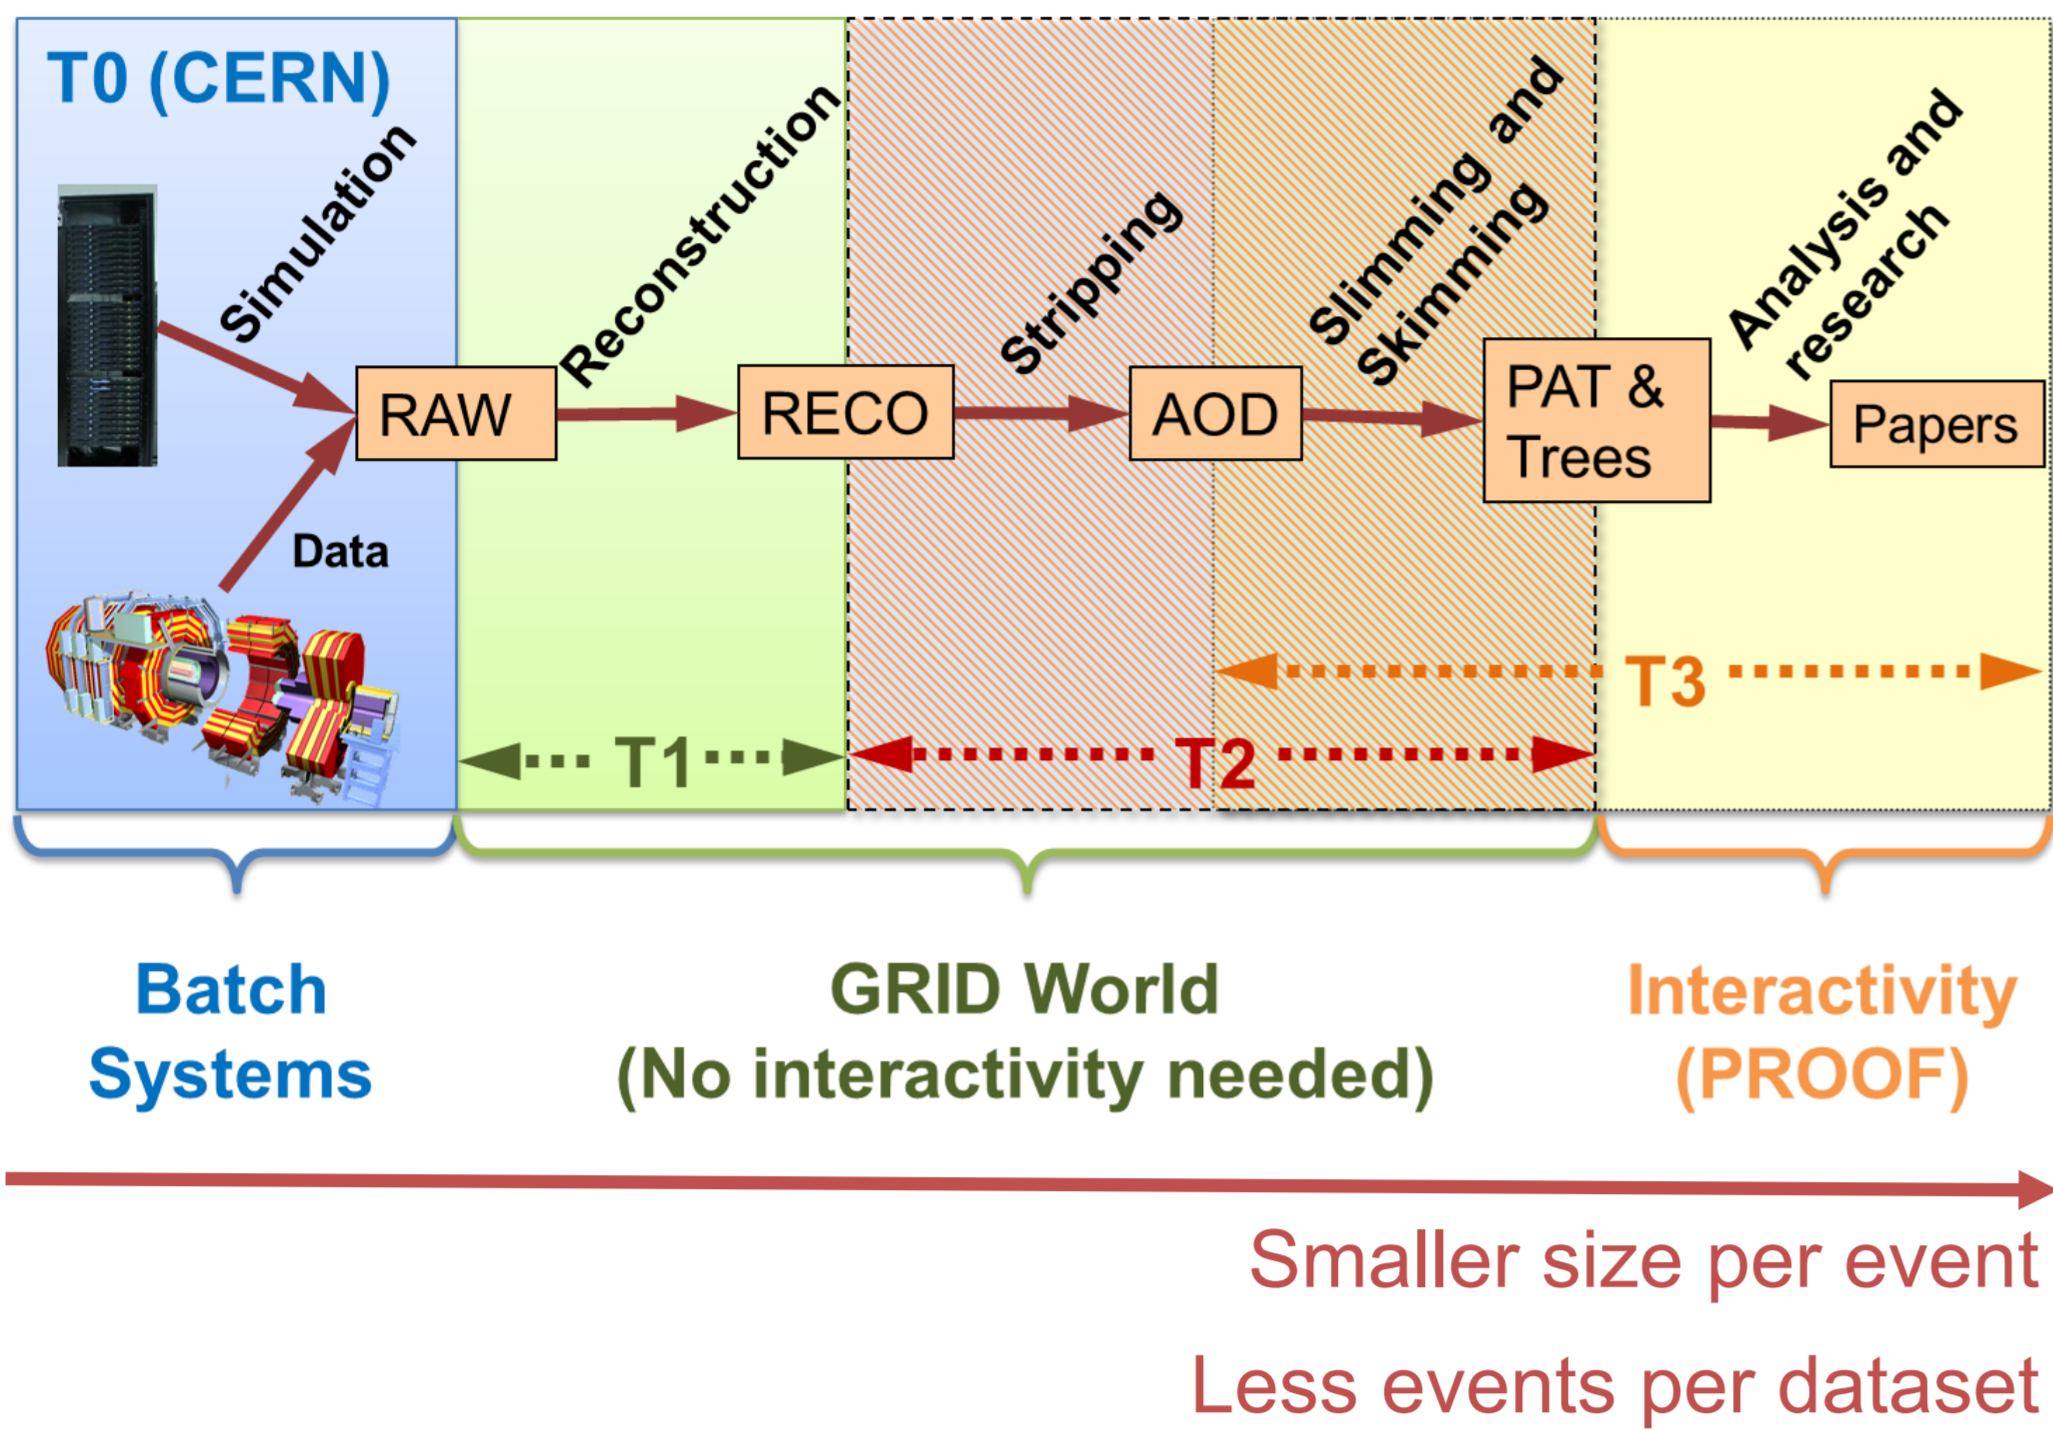 T0 (CERN)
Simulation
Reconstruction
Stripping
Slimming and
Skimming
Analysis and
research
RAW
RECO
AOD
PAT &
Trees
Papers
Data
T3
T1
T2
Batch
Systems
GRID World
(No interactivity needed)
Interactivity
(PROOF)
Smaller size per event
Less events per dataset